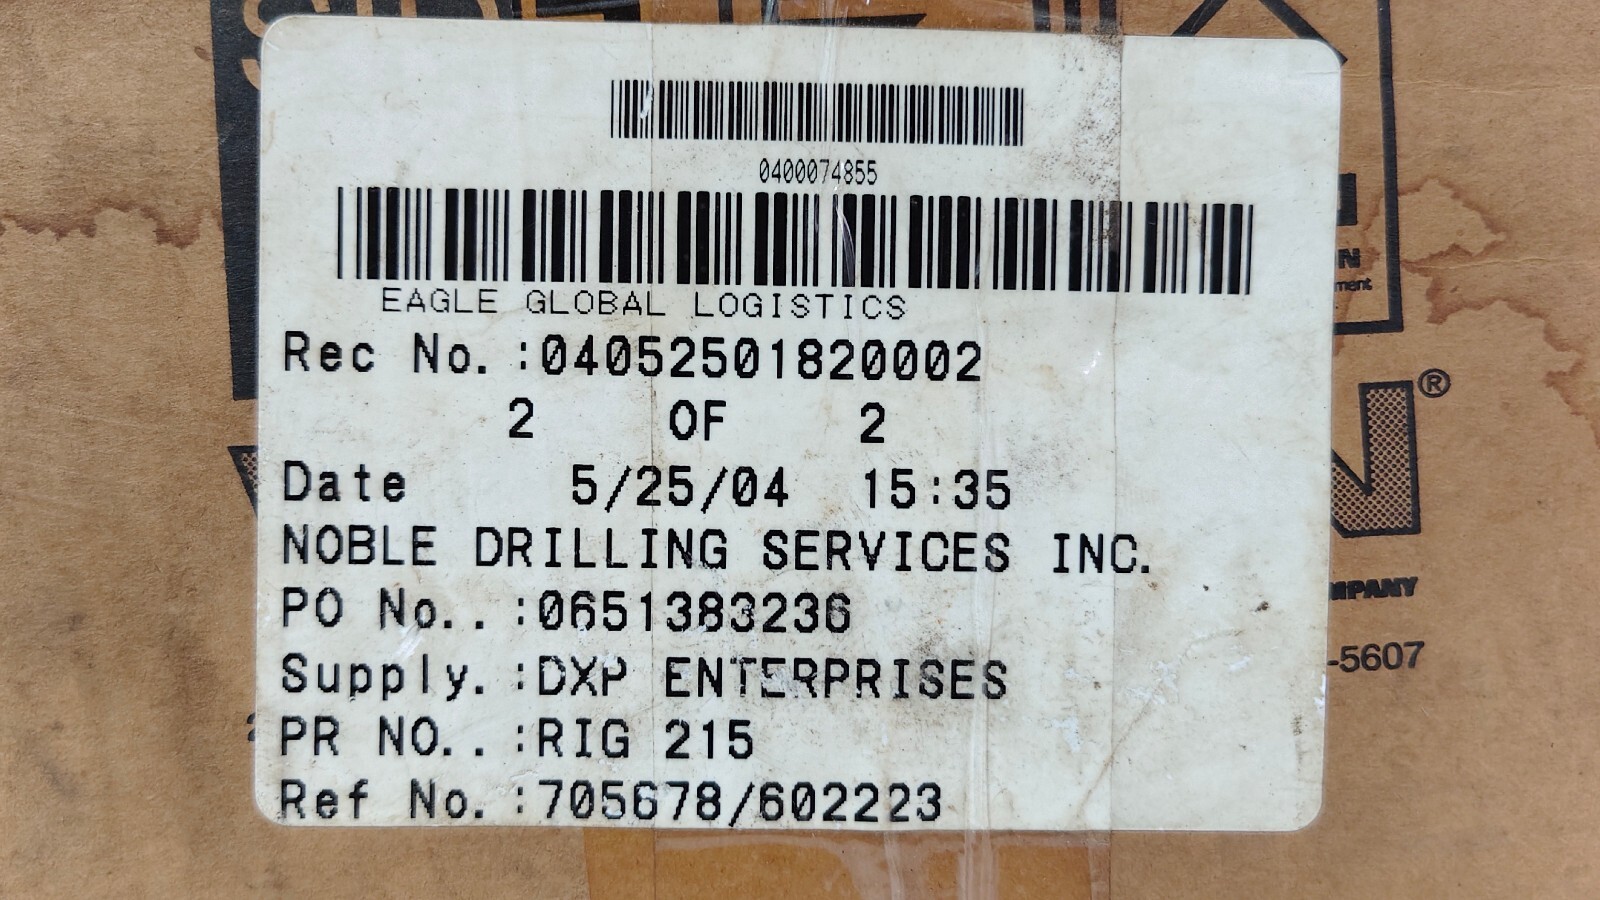 0400074855
EAGLE GLOBAL LOGISTICS
Rec No.:04052501820002
2 OF 2
Date 5/25/04 15:35
NOBLE DRILLING SERVICES INC.
PO No..:0651383236
Supply.:DXP ENTERPRISES
PR NO..:RIG 215
Ref No.:705678/602223
®
-5607